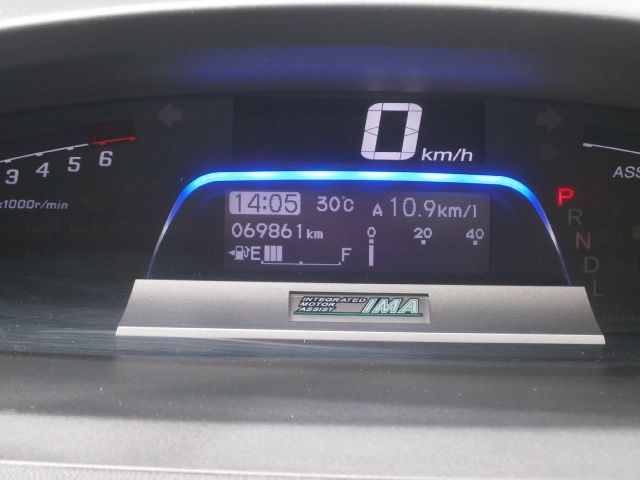 0 km/h
3 4 5 6
x1000r/min
ASS
14:05 30℃ A 10.9km/l
069861km
0 20 40
E F
P
R
N
D
L
INTEGRATED
MOTOR
ASSIST
IMA